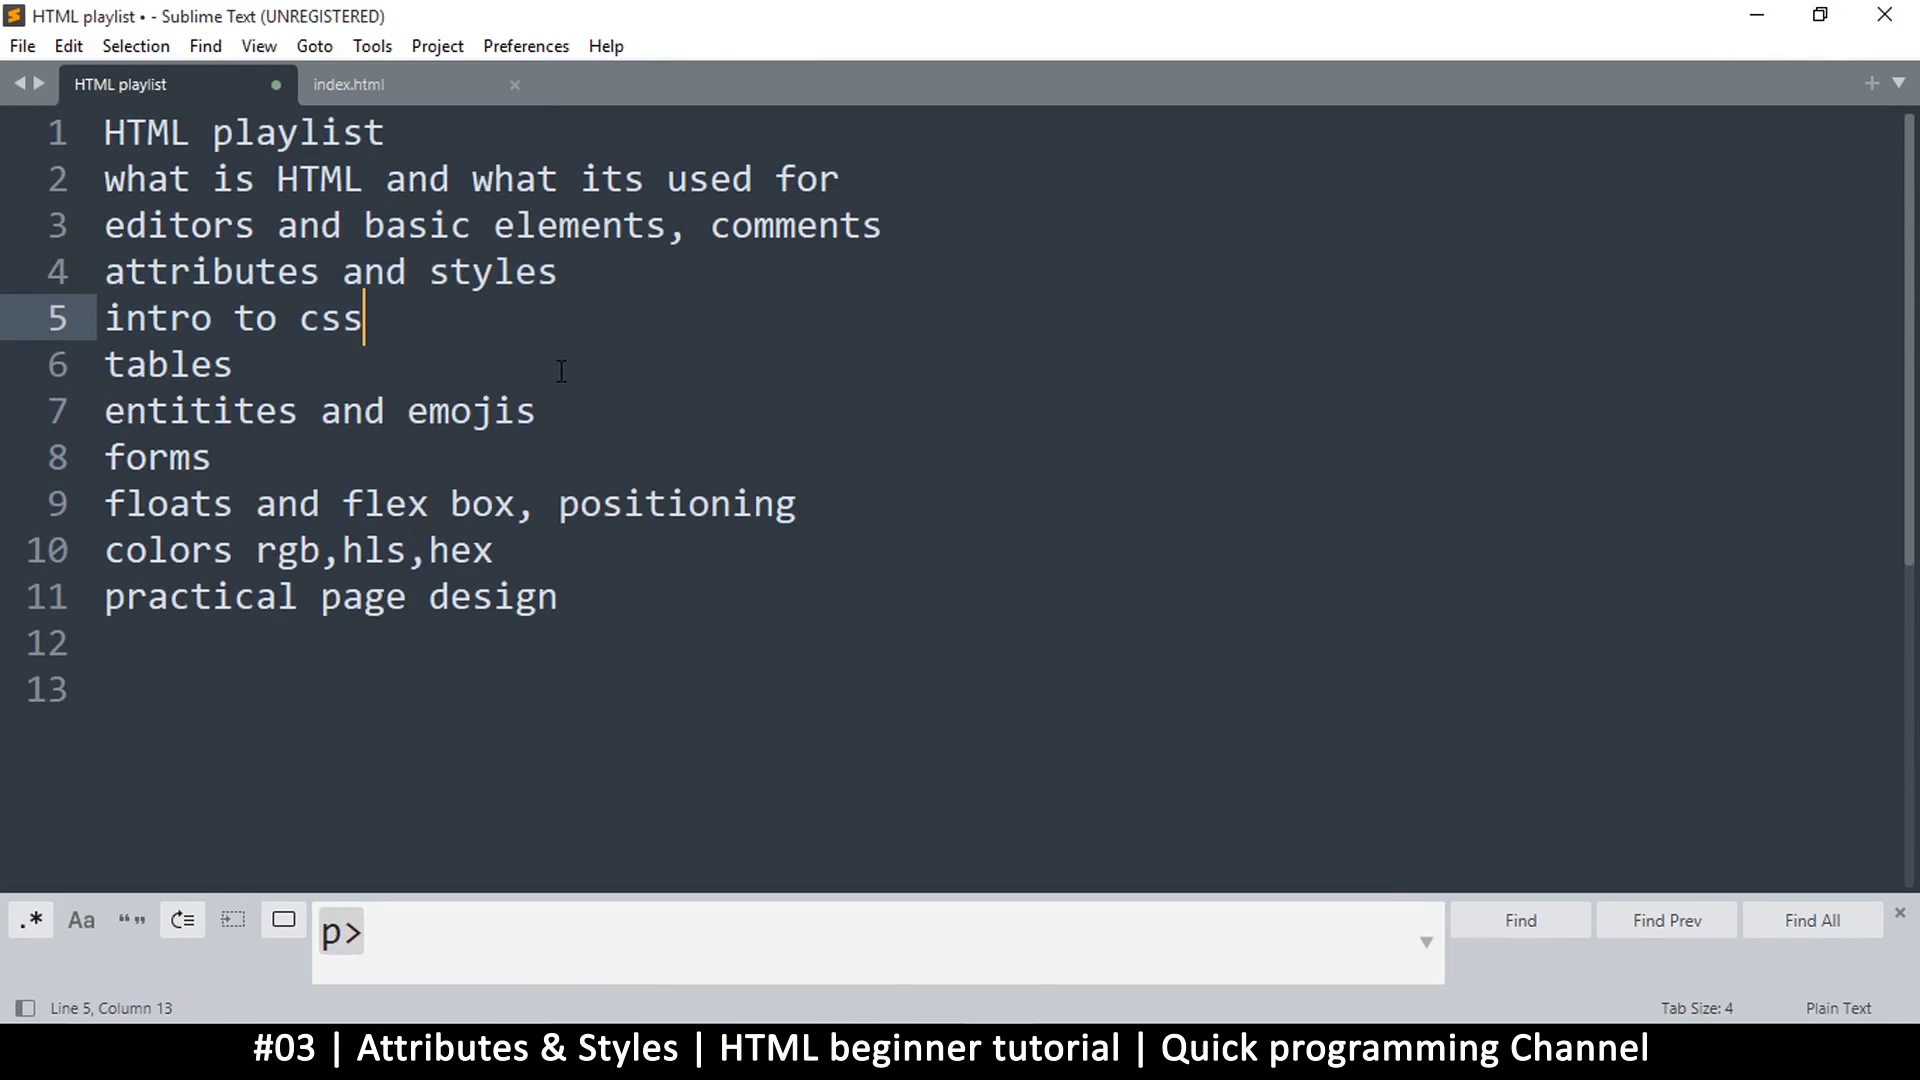 HTML playlist • - Sublime Text (UNREGISTERED)
File Edit Selection Find View Goto Tools Project Preferences Help
HTML playlist index.html
1 HTML playlist
2 what is HTML and what its used for
3 editors and basic elements, comments
4 attributes and styles
5 intro to css
6 tables
7 entitites and emojis
8 forms
9 floats and flex box, positioning
10 colors rgb,hls,hex
11 practical page design
12
13
.* Aa “” p> Find Find Prev Find All
Line 5, Column 13 Tab Size: 4 Plain Text
#03 | Attributes & Styles | HTML beginner tutorial | Quick programming Channel